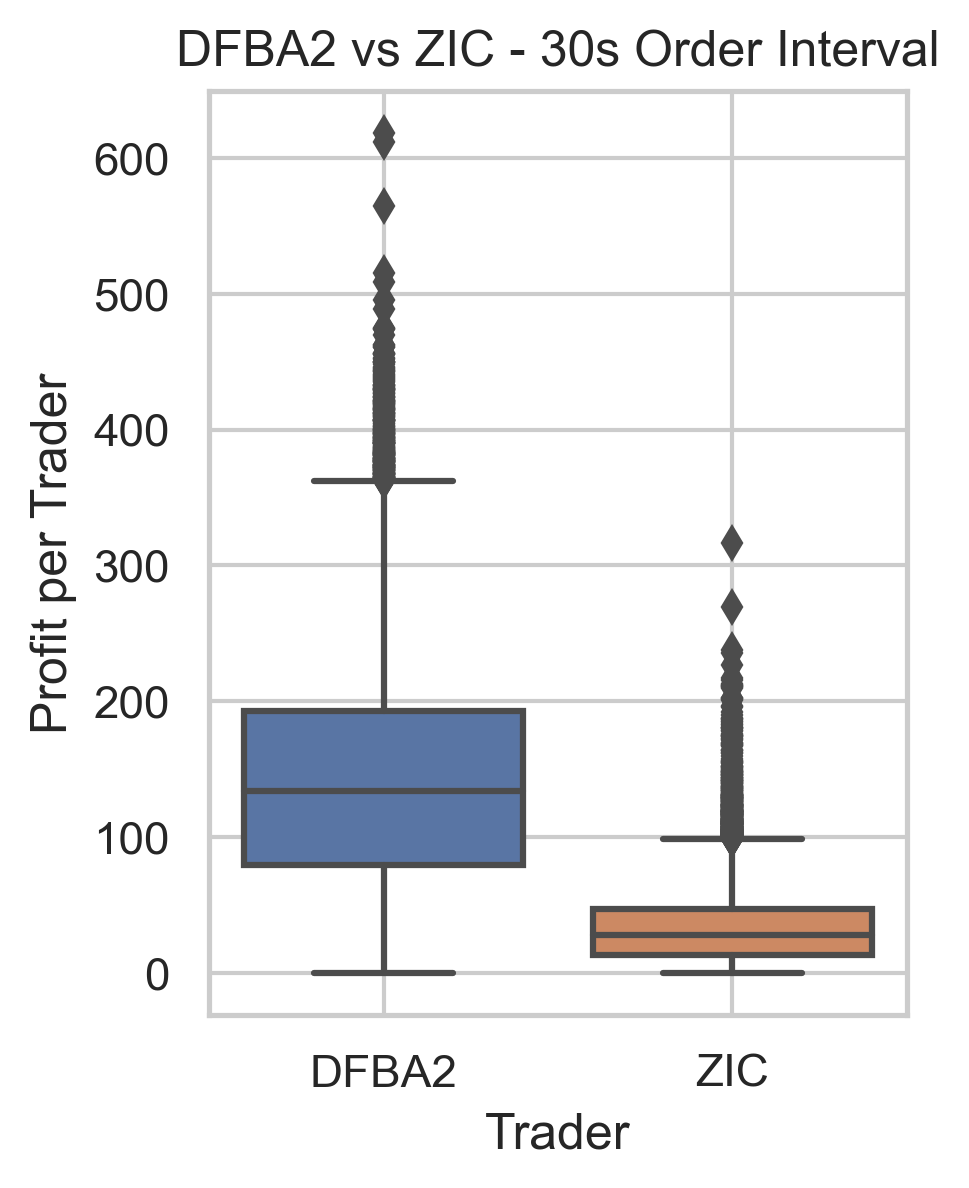 DFBA2 vs ZIC - 30s Order Interval
Profit per Trader
600
500
400
300
200
100
0
DFBA2
ZIC
Trader